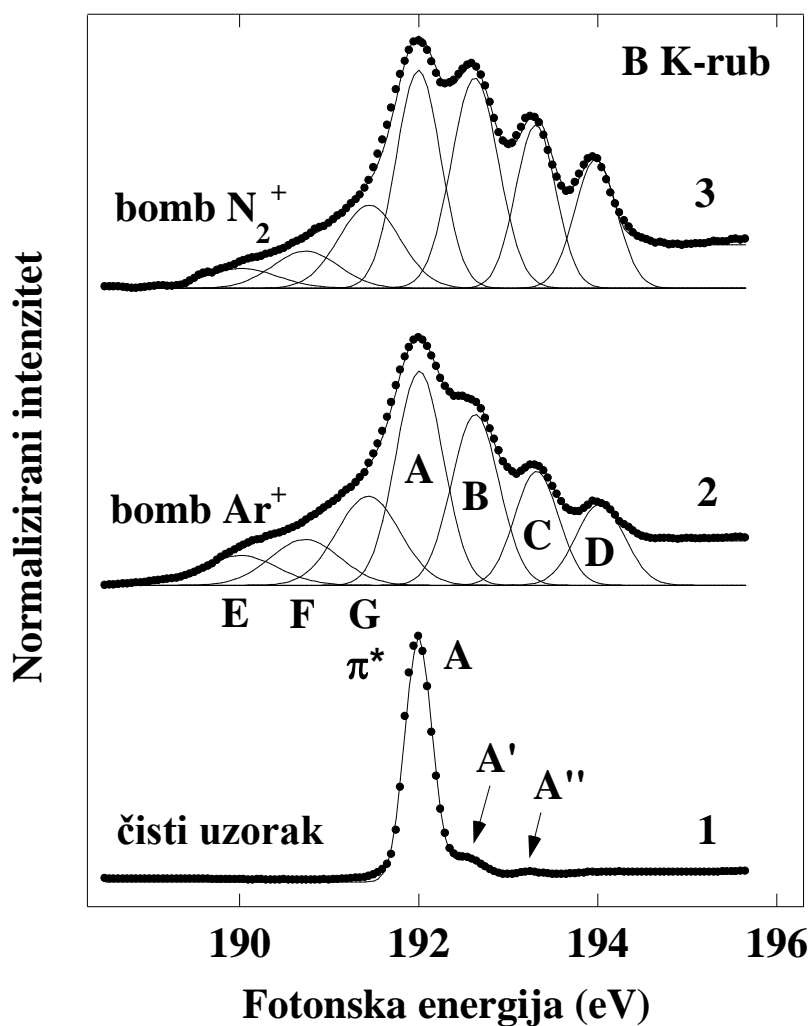 B K-rub
bomb N₂⁺
3
bomb Ar⁺
2
A
B
C
D
E F G
π*
A
A'
A''
čisti uzorak
1
190 192 194 196
Fotonska energija (eV)
Normalizirani intenzitet